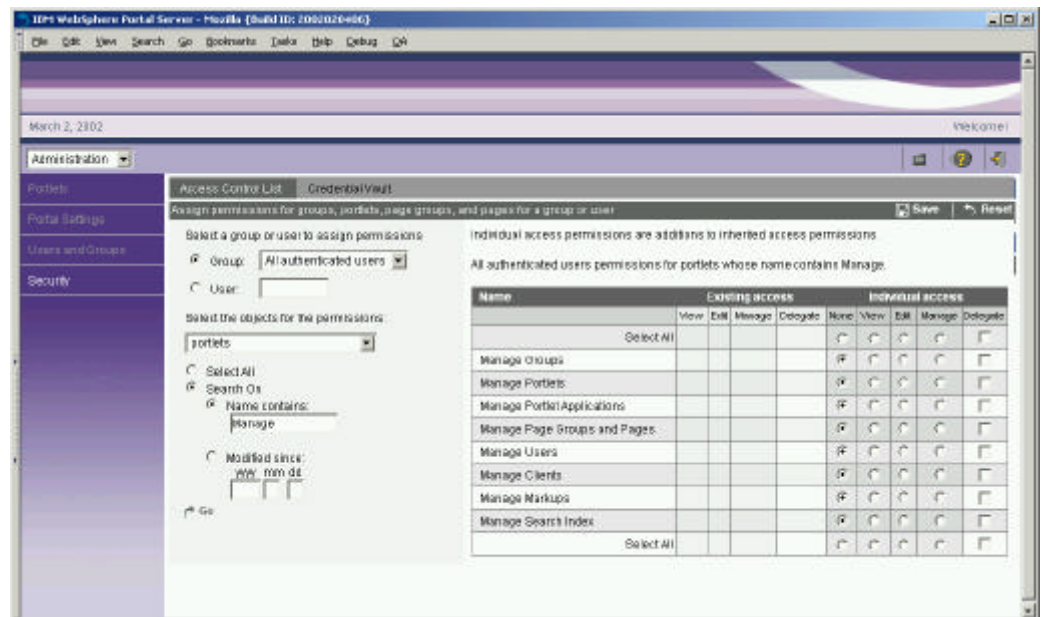 IBM WebSphere Portal Server - Mozilla {Build ID: 2002020406}
File Edit View Search Go Bookmarks Tasks Help Debug QA
March 2, 2002 Welcome!
Administration
Portlets
Portal Settings
Users and Groups
Security
Access Control List Credential Vault
Assign permissions for groups, portlets, page groups, and pages for a group or user Save Reset
Select a group or user to assign permissions
Group: All authenticated users
User:
Select the objects for the permissions:
portlets
Select All
Search On
Name contains:
Manage
Modified since:
yyyy mm dd
Go
Individual access permissions are additions to inherited access permissions.
All authenticated users permissions for portlets whose name contains Manage.
Name Existing access Individual access
View Edit Manage Delegate None View Edit Manage Delegate
Select All
Manage Groups
Manage Portlets
Manage Portlet Applications
Manage Page Groups and Pages
Manage Users
Manage Clients
Manage Markups
Manage Search Index
Select All